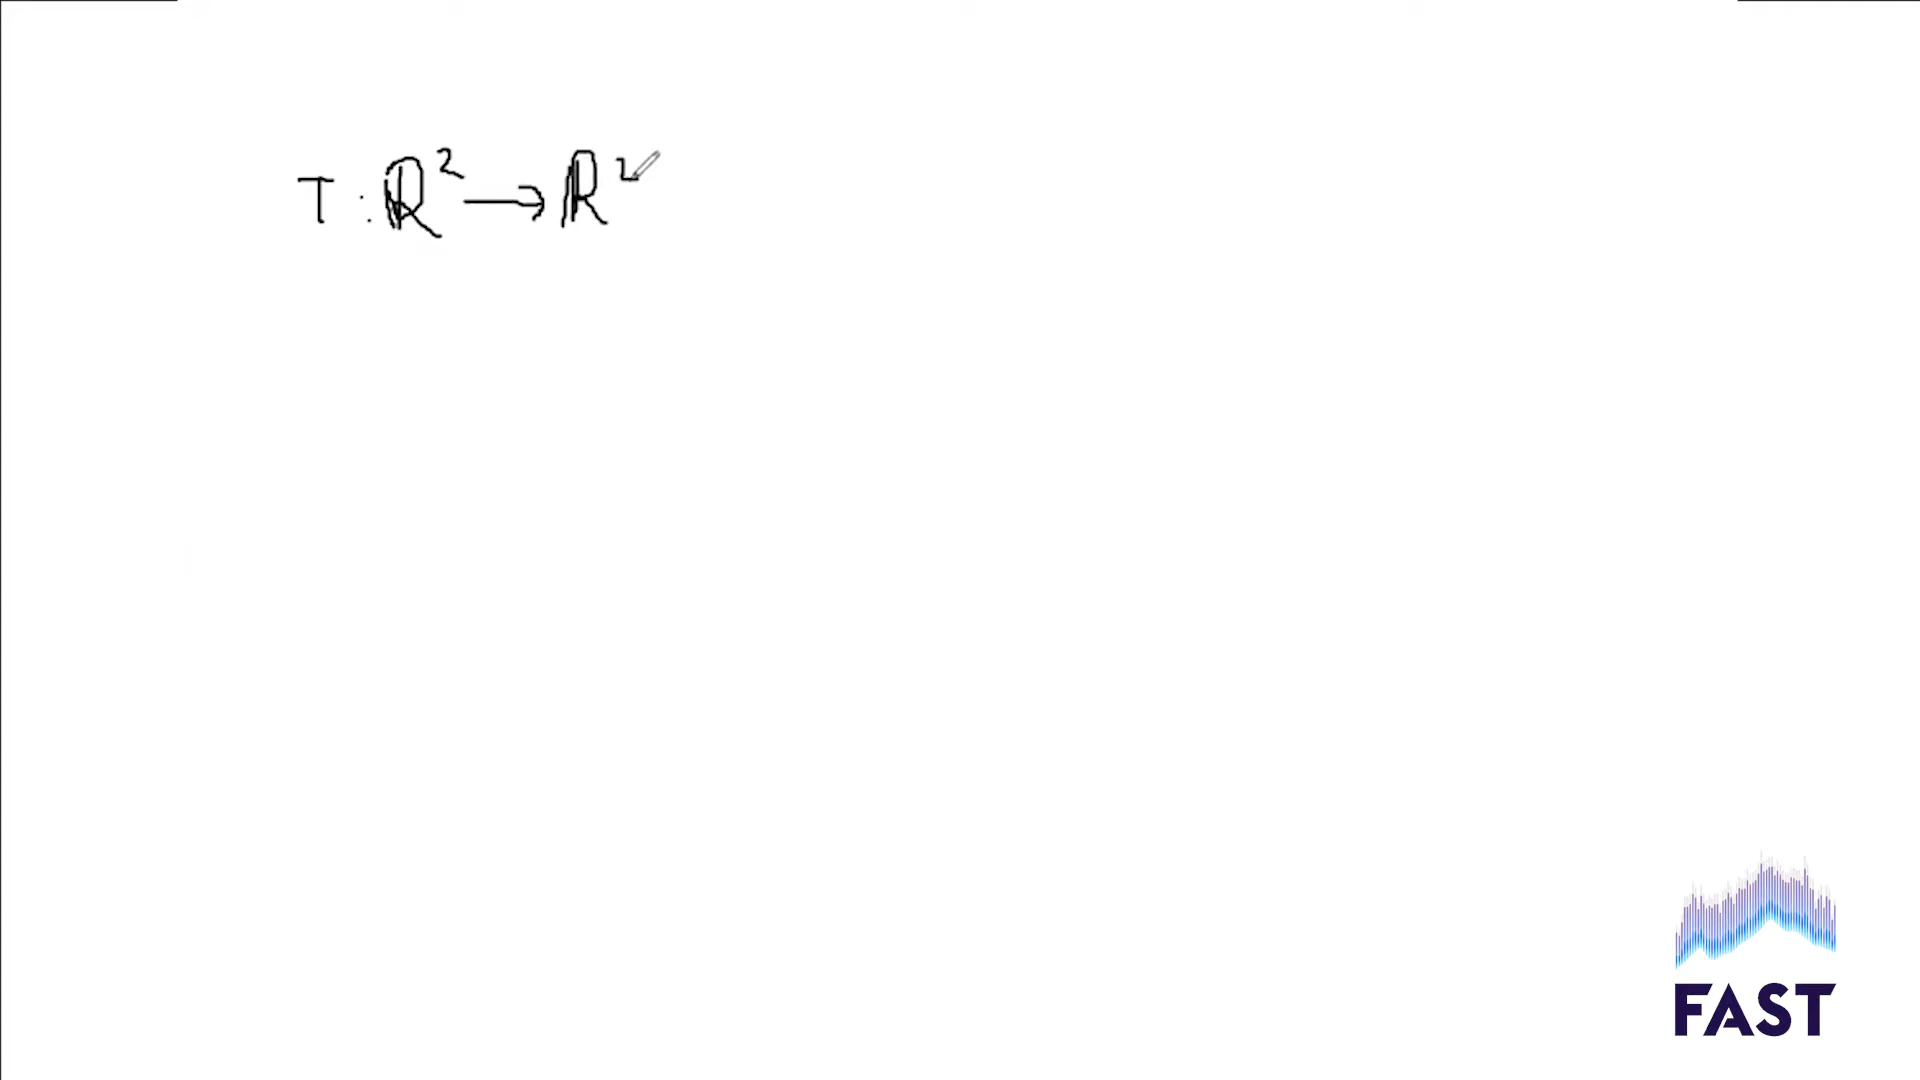 T : ℝ² → ℝ²
FAST